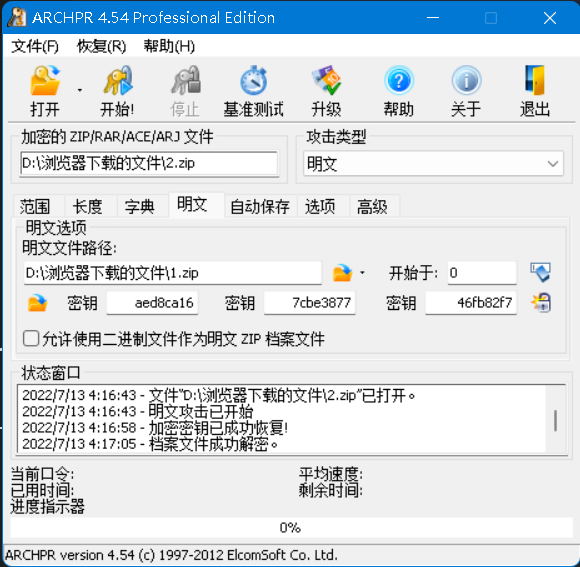 ARCHPR 4.54 Professional Edition
文件(F) 恢复(R) 帮助(H)
打开 开始! 停止 基准测试 升级 帮助 关于 退出
加密的 ZIP/RAR/ACE/ARJ 文件 攻击类型
D:\浏览器下载的文件\2.zip 明文
范围 长度 字典 明文 自动保存 选项 高级
明文选项
明文文件路径:
D:\浏览器下载的文件\1.zip 开始于: 0
密钥 aed8ca16 密钥 7cbe3877 密钥 46fb82f7
允许使用二进制文件作为明文 ZIP 档案文件
状态窗口
2022/7/13 4:16:43 - 文件"D:\浏览器下载的文件\2.zip"已打开。
2022/7/13 4:16:43 - 明文攻击已开始
2022/7/13 4:16:58 - 加密密钥已成功恢复!
2022/7/13 4:17:05 - 档案文件成功解密。
当前口令: 平均速度:
已用时间: 剩余时间:
进度指示器
0%
ARCHPR version 4.54 (c) 1997-2012 ElcomSoft Co. Ltd.